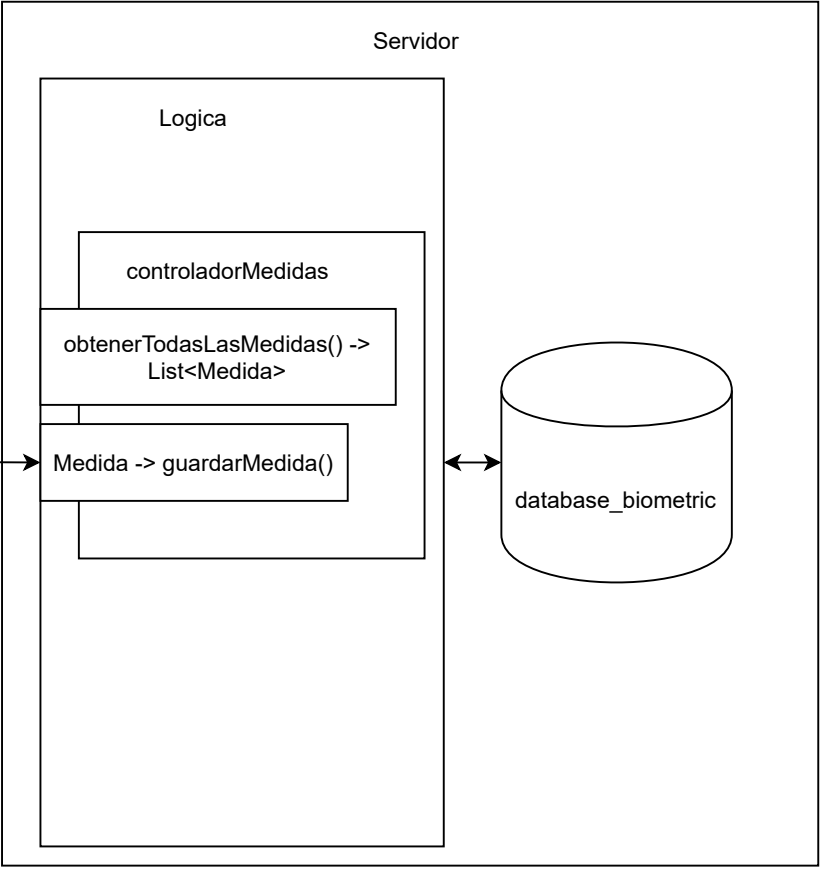 Servidor
Logica
controladorMedidas
obtenerTodasLasMedidas() ->
List<Medida>
Medida -> guardarMedida()
database_biometric